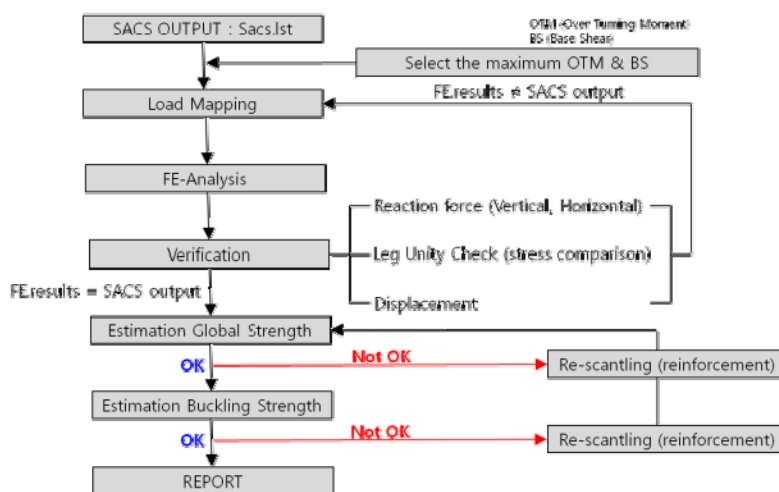 SACS OUTPUT : Sacs.lst
OTM (Over Turning Moment)
BS (Base Shear)
Select the maximum OTM & BS
Load Mapping
FE.results ≠ SACS output
FE-Analysis
Reaction force (Vertical, Horizontal)
Verification
Leg Unity Check (stress comparison)
FE.results = SACS output
Displacement
Estimation Global Strength
OK
Not OK
Re-scantling (reinforcement)
Estimation Buckling Strength
OK
Not OK
Re-scantling (reinforcement)
REPORT